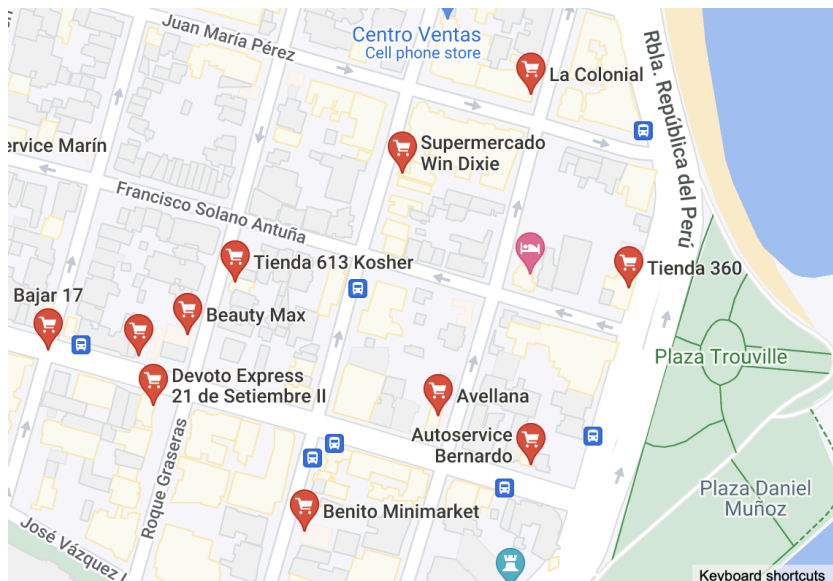 Juan María Pérez
Centro Ventas
Cell phone store
Rbla. República del Perú
La Colonial
Supermercado
Win Dixie
ervice Marín
Francisco Solano Antuña
Tienda 613 Kosher
Tienda 360
Bajar 17
Beauty Max
Plaza Trouville
Devoto Express
21 de Setiembre II
Avellana
Autoservice
Bernardo
Roque Graseras
Plaza Daniel
Muñoz
Benito Minimarket
José Vázquez L
Keyboard shortcuts